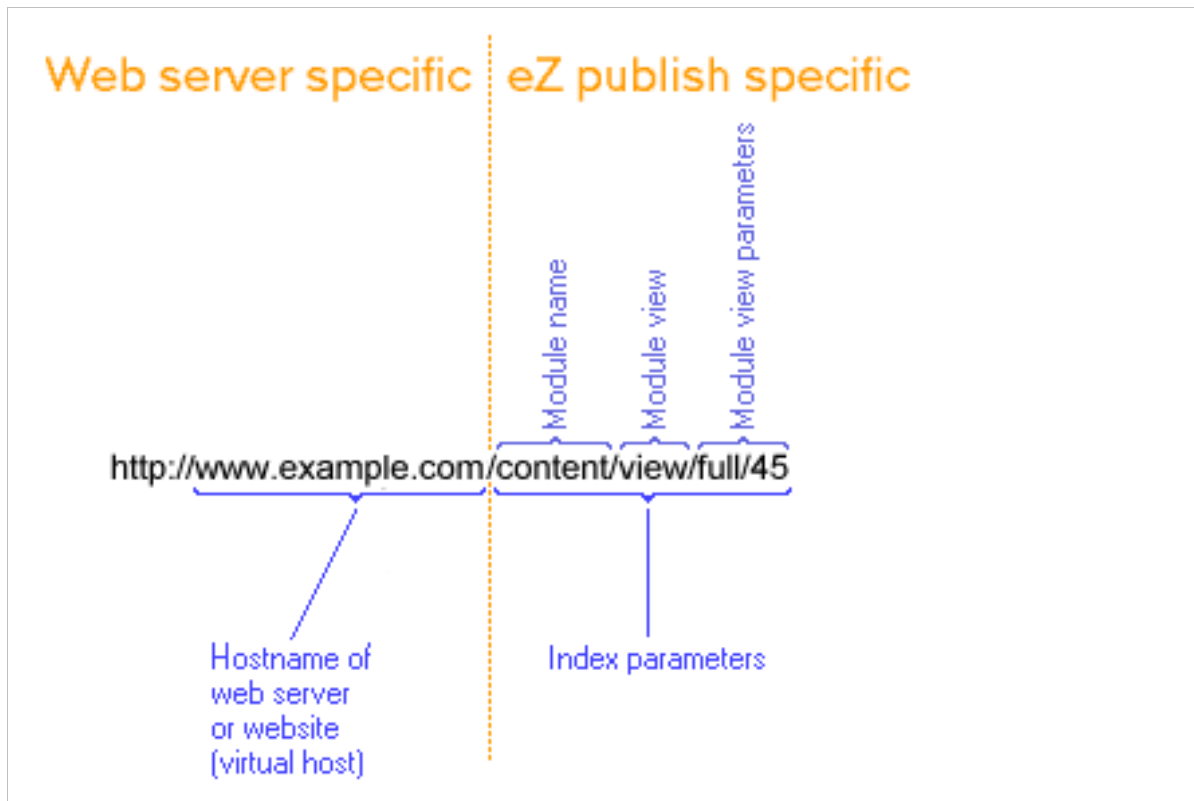 Web server specific
eZ publish specific
Module name
Module view
Module view parameters
http://www.example.com/content/view/full/45
Hostname of
web server
or website
(virtual host)
Index parameters